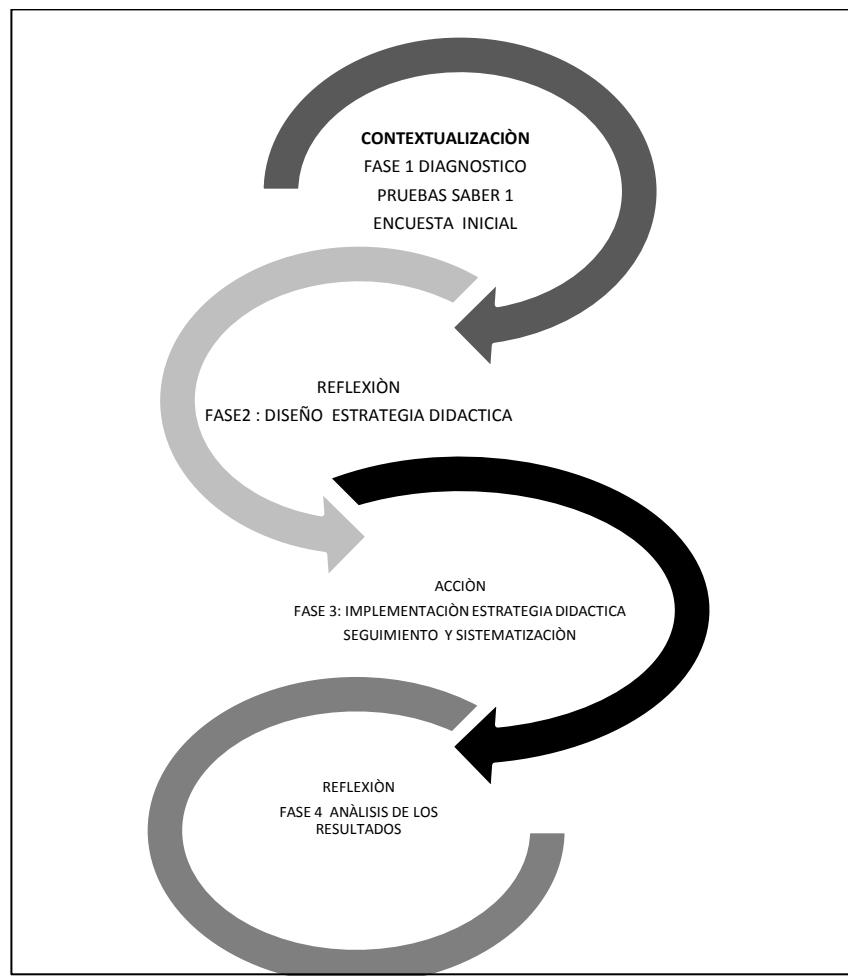 CONTEXTUALIZACIÒN
FASE 1 DIAGNOSTICO
PRUEBAS SABER 1
ENCUESTA INICIAL
REFLEXIÒN
FASE2 : DISEÑO ESTRATEGIA DIDACTICA
ACCIÒN
FASE 3: IMPLEMENTACIÒN ESTRATEGIA DIDACTICA
SEGUIMIENTO Y SISTEMATIZACIÒN
REFLEXIÒN
FASE 4 ANÀLISIS DE LOS
RESULTADOS